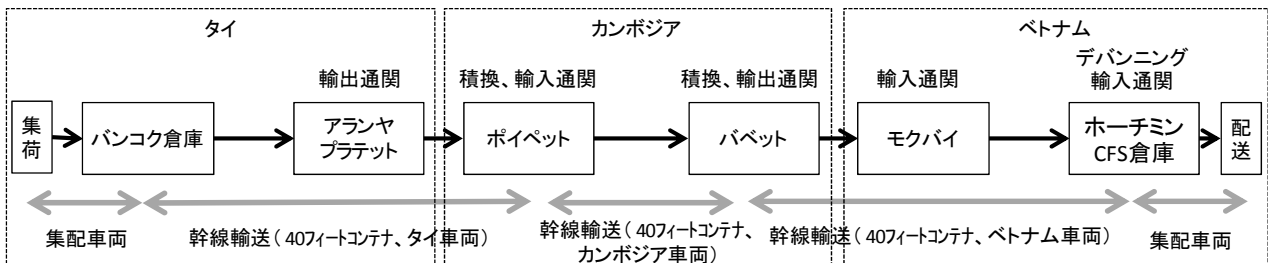 タイ
カンボジア
ベトナム
輸出通関
積換、輸入通関
積換、輸出通関
輸入通関
デバンニング
輸入通関
集
荷
バンコク倉庫
アランヤ
プラテット
ポイペット
バベット
モクバイ
ホーチミン
CFS倉庫
配
送
集配車両
幹線輸送（40フィートコンテナ、タイ車両）
幹線輸送（40フィートコンテナ、
カンボジア車両）
幹線輸送（40フィートコンテナ、ベトナム車両）
集配車両